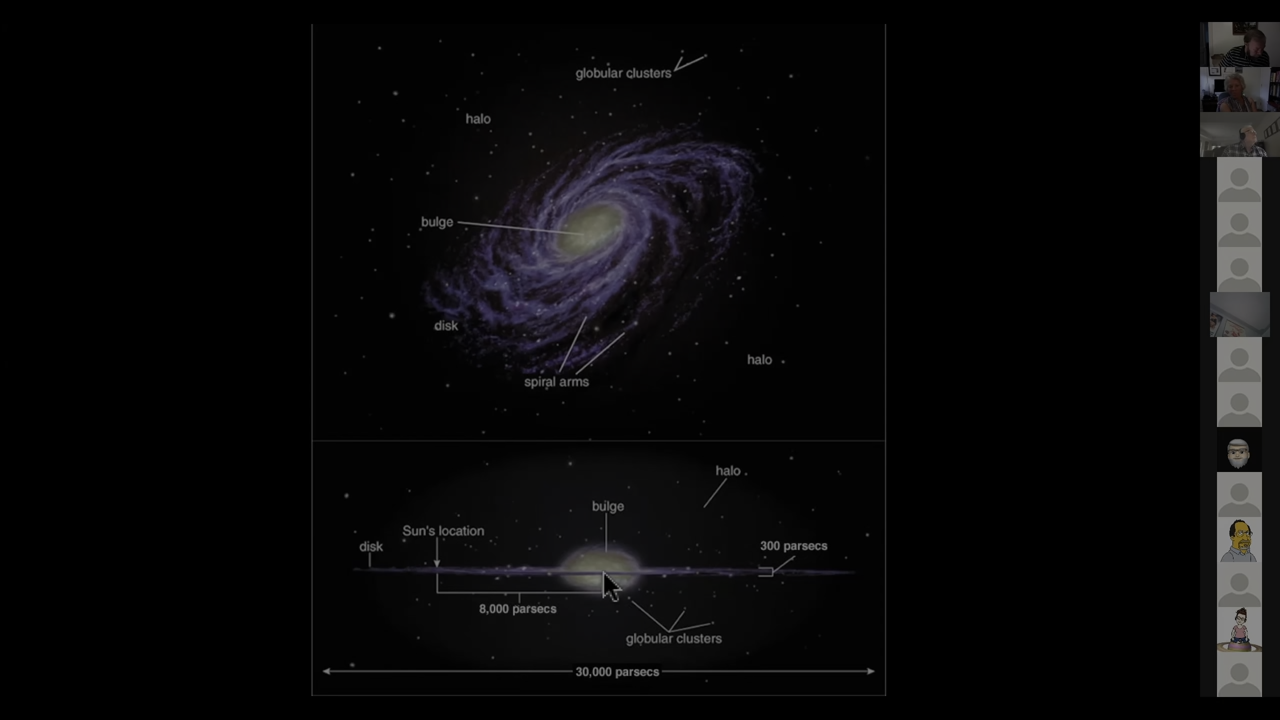 globular clusters
halo
bulge
disk
halo
spiral arms
halo
bulge
Sun's location
disk
300 parsecs
8,000 parsecs
globular clusters
30,000 parsecs